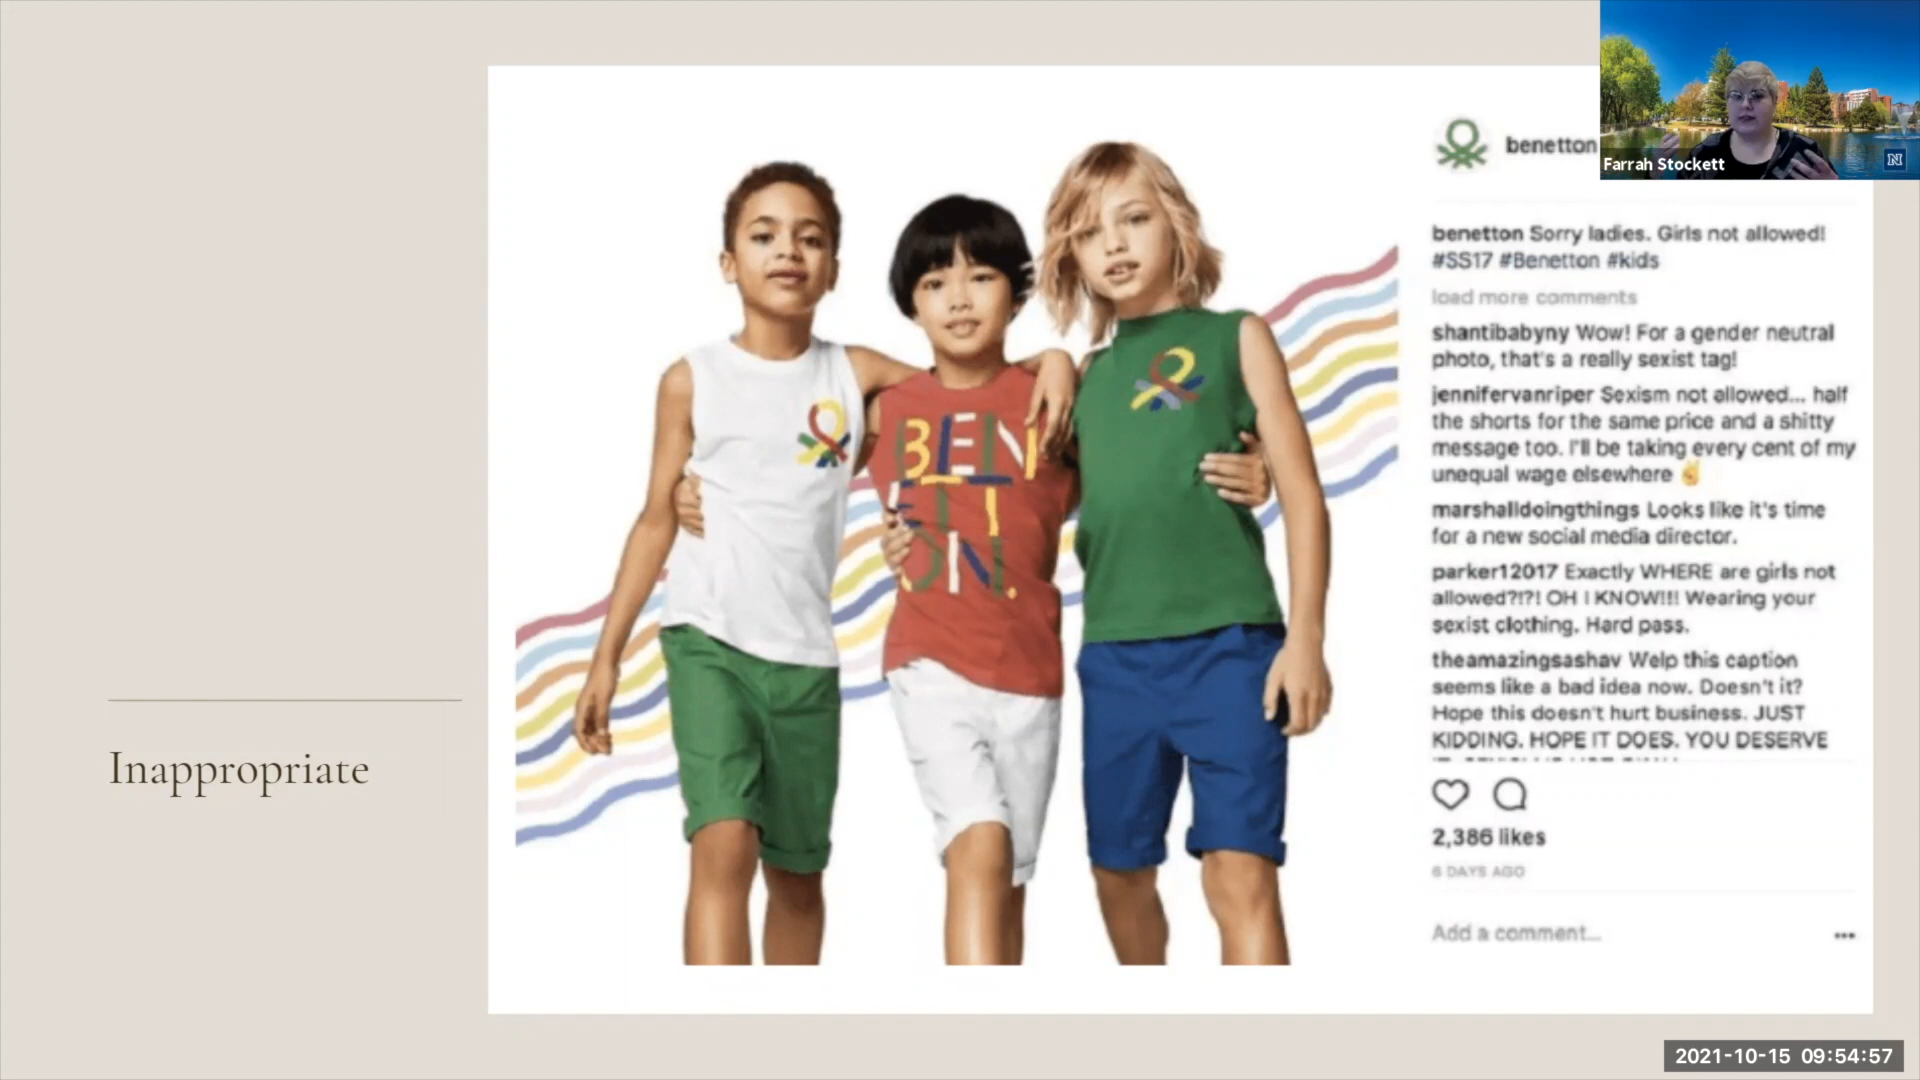 Inappropriate
BEN
ET
ON.
benetton
benetton Sorry ladies. Girls not allowed!
#SS17 #Benetton #kids
load more comments
shantibabyny Wow! For a gender neutral
photo, that's a really sexist tag!
jennifervanriper Sexism not allowed... half
the shorts for the same price and a shitty
message too. I'll be taking every cent of my
unequal wage elsewhere ✌
marshalldoingthings Looks like it's time
for a new social media director.
parker12017 Exactly WHERE are girls not
allowed?!?! OH I KNOW!!! Wearing your
sexist clothing. Hard pass.
theamazingsashav Welp this caption
seems like a bad idea now. Doesn't it?
Hope this doesn't hurt business. JUST
KIDDING. HOPE IT DOES. YOU DESERVE
2,386 likes
6 DAYS AGO
Add a comment...
Farrah Stockett
N
2021-10-15 09:54:57